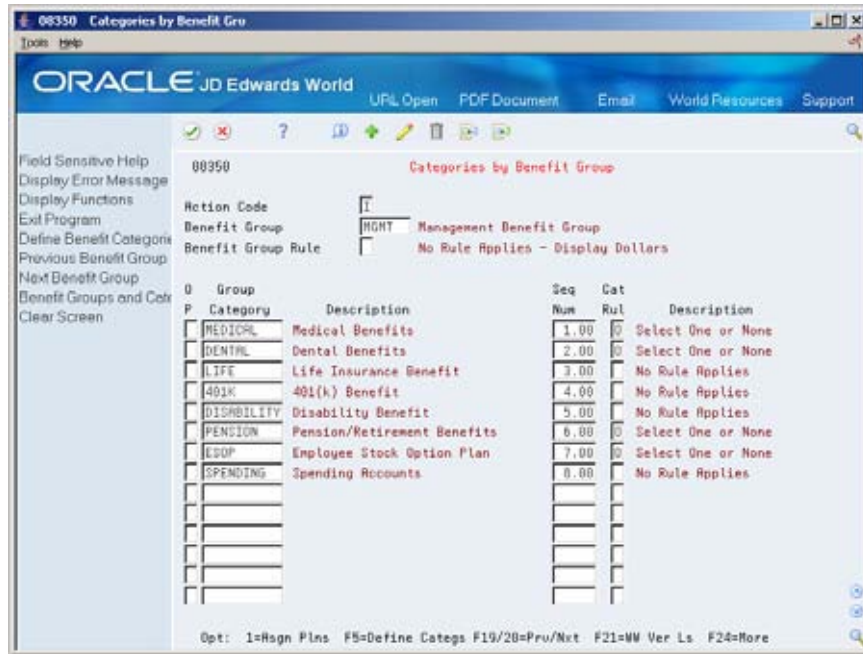 08350 Categories by Benefit Gru
Tools Help
ORACLE JD Edwards World
URL Open PDF Document Email World Resources Support
?
Field Sensitive Help
Display Error Message
Display Functions
Exit Program
Define Benefit Categorie
Previous Benefit Group
Next Benefit Group
Benefit Groups and Cate
Clear Screen
08350 Categories by Benefit Group
Action Code I
Benefit Group MGMT Management Benefit Group
Benefit Group Rule No Rule Applies - Display Dollars
O Group Seq Cat
P Category Description Num Rul Description
MEDICAL Medical Benefits 1.00 O Select One or None
DENTAL Dental Benefits 2.00 O Select One or None
LIFE Life Insurance Benefit 3.00 No Rule Applies
401K 401(k) Benefit 4.00 No Rule Applies
DISABILITY Disability Benefit 5.00 No Rule Applies
PENSION Pension/Retirement Benefits 6.00 O Select One or None
ESOP Employee Stock Option Plan 7.00 O Select One or None
SPENDING Spending Accounts 8.00 No Rule Applies
Opt: 1=Asgn Plns F5=Define Categs F19/20=Prv/Nxt F21=WW Ver Ls F24=More